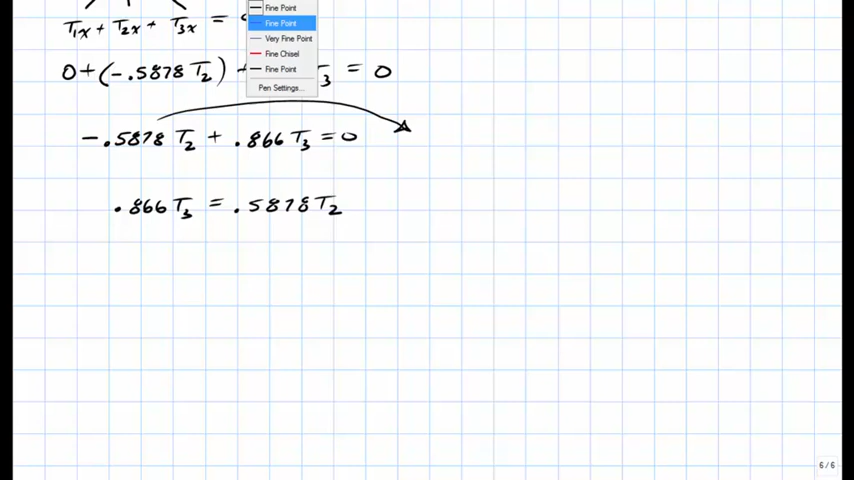 T1x + T2x + T3x =
Fine Point
Fine Point
Very Fine Point
Fine Chisel
Fine Point
Pen Settings...
0+(-.5878 T2) + T3 = 0
-.5878 T2 + .866 T3 = 0
.866 T3 = .5878 T2
6/6